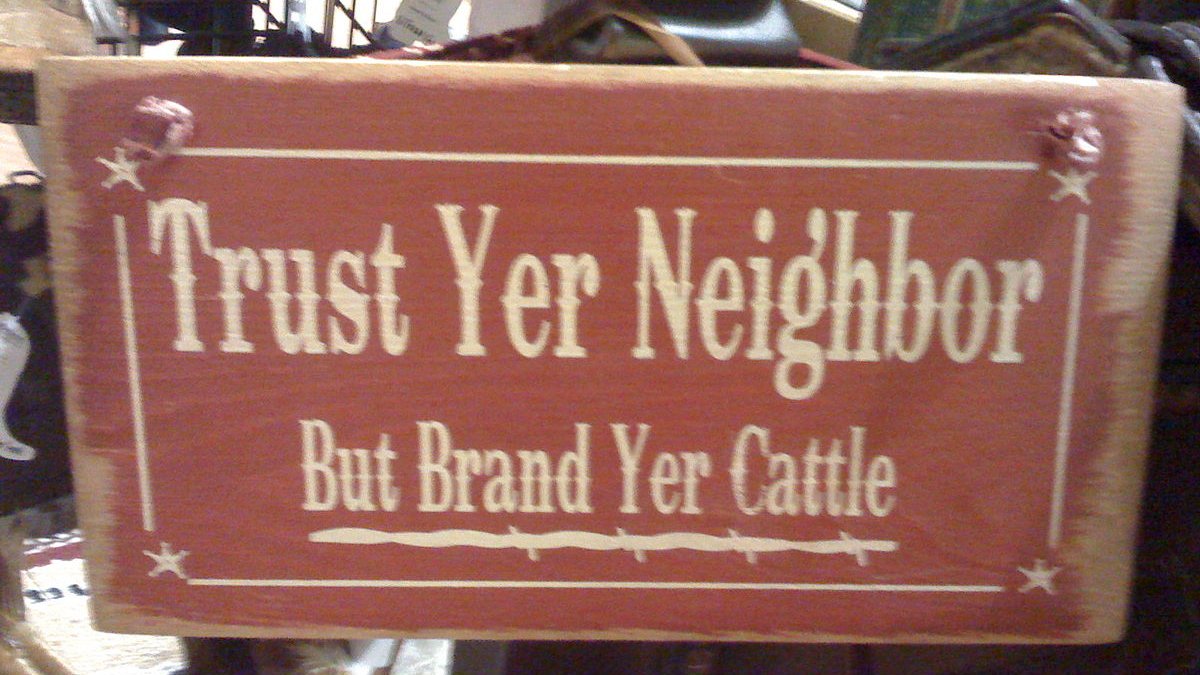 Trust Yer Neighbor
But Brand Yer Cattle